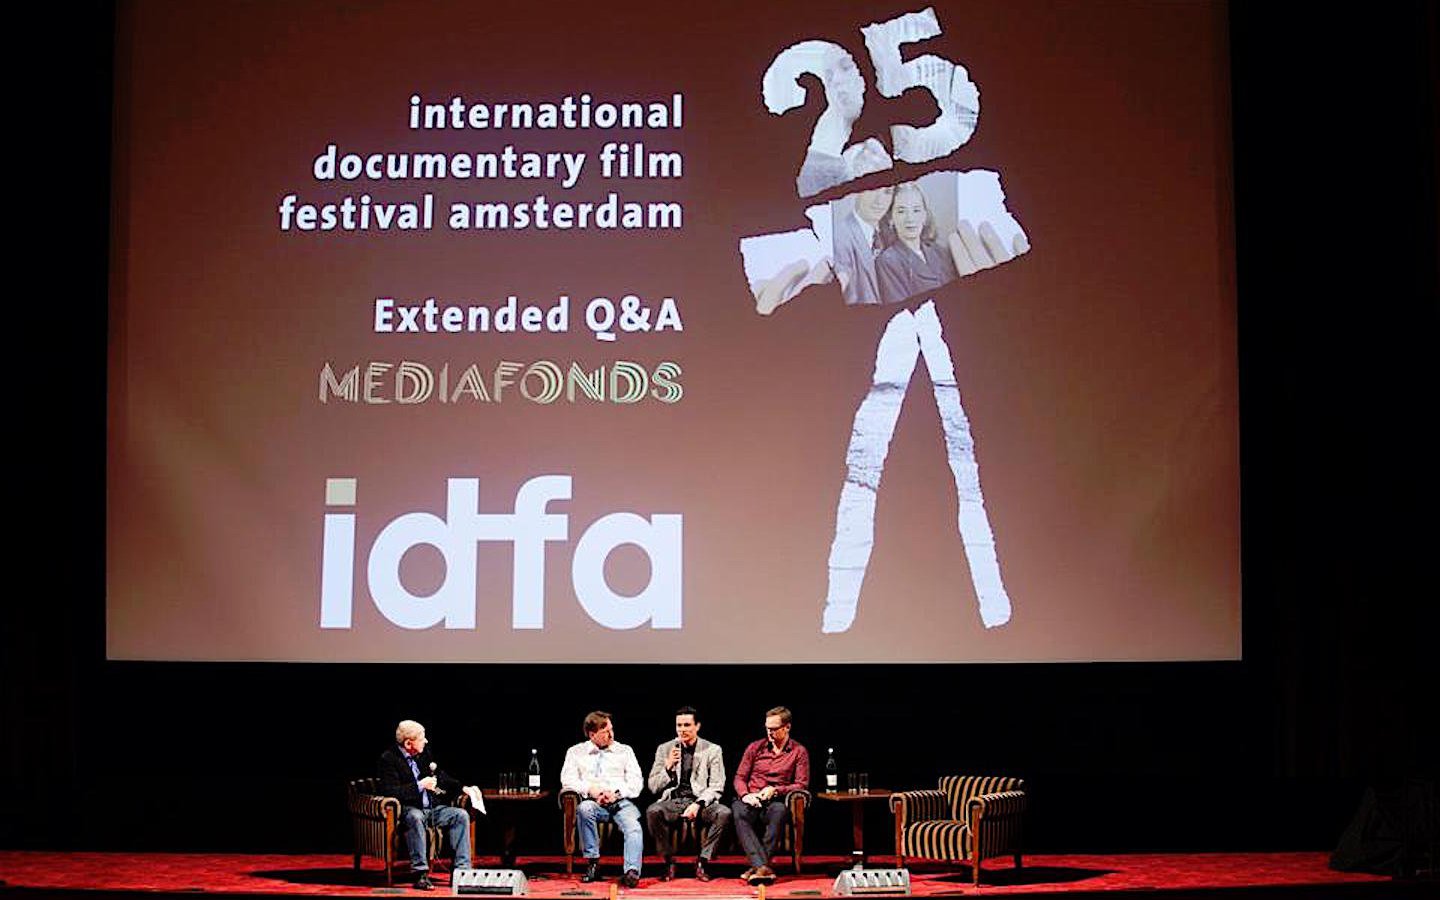 international
documentary film
festival amsterdam
Extended Q&A
MEDIAFONDS
idfa
25